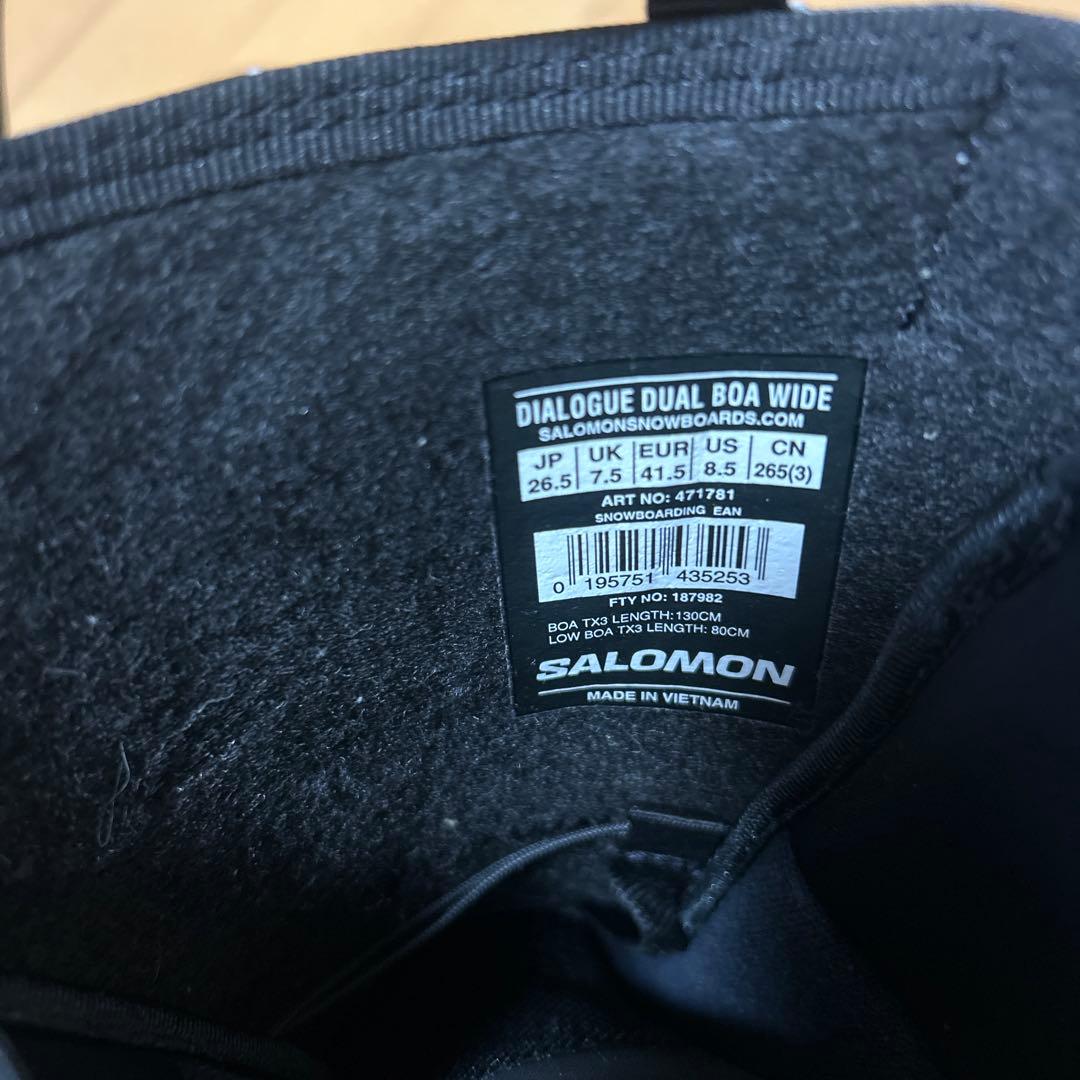 DIALOGUE DUAL BOA WIDE
SALOMONSNOWBOARDS.COM
JP UK EUR US CN
26.5 7.5 41.5 8.5 265(3)
ART NO: 471781
SNOWBOARDING EAN
0 195751 435253
FTY NO: 187982
BOA TX3 LENGTH: 130CM
LOW BOA TX3 LENGTH: 80CM
SALOMON
MADE IN VIETNAM